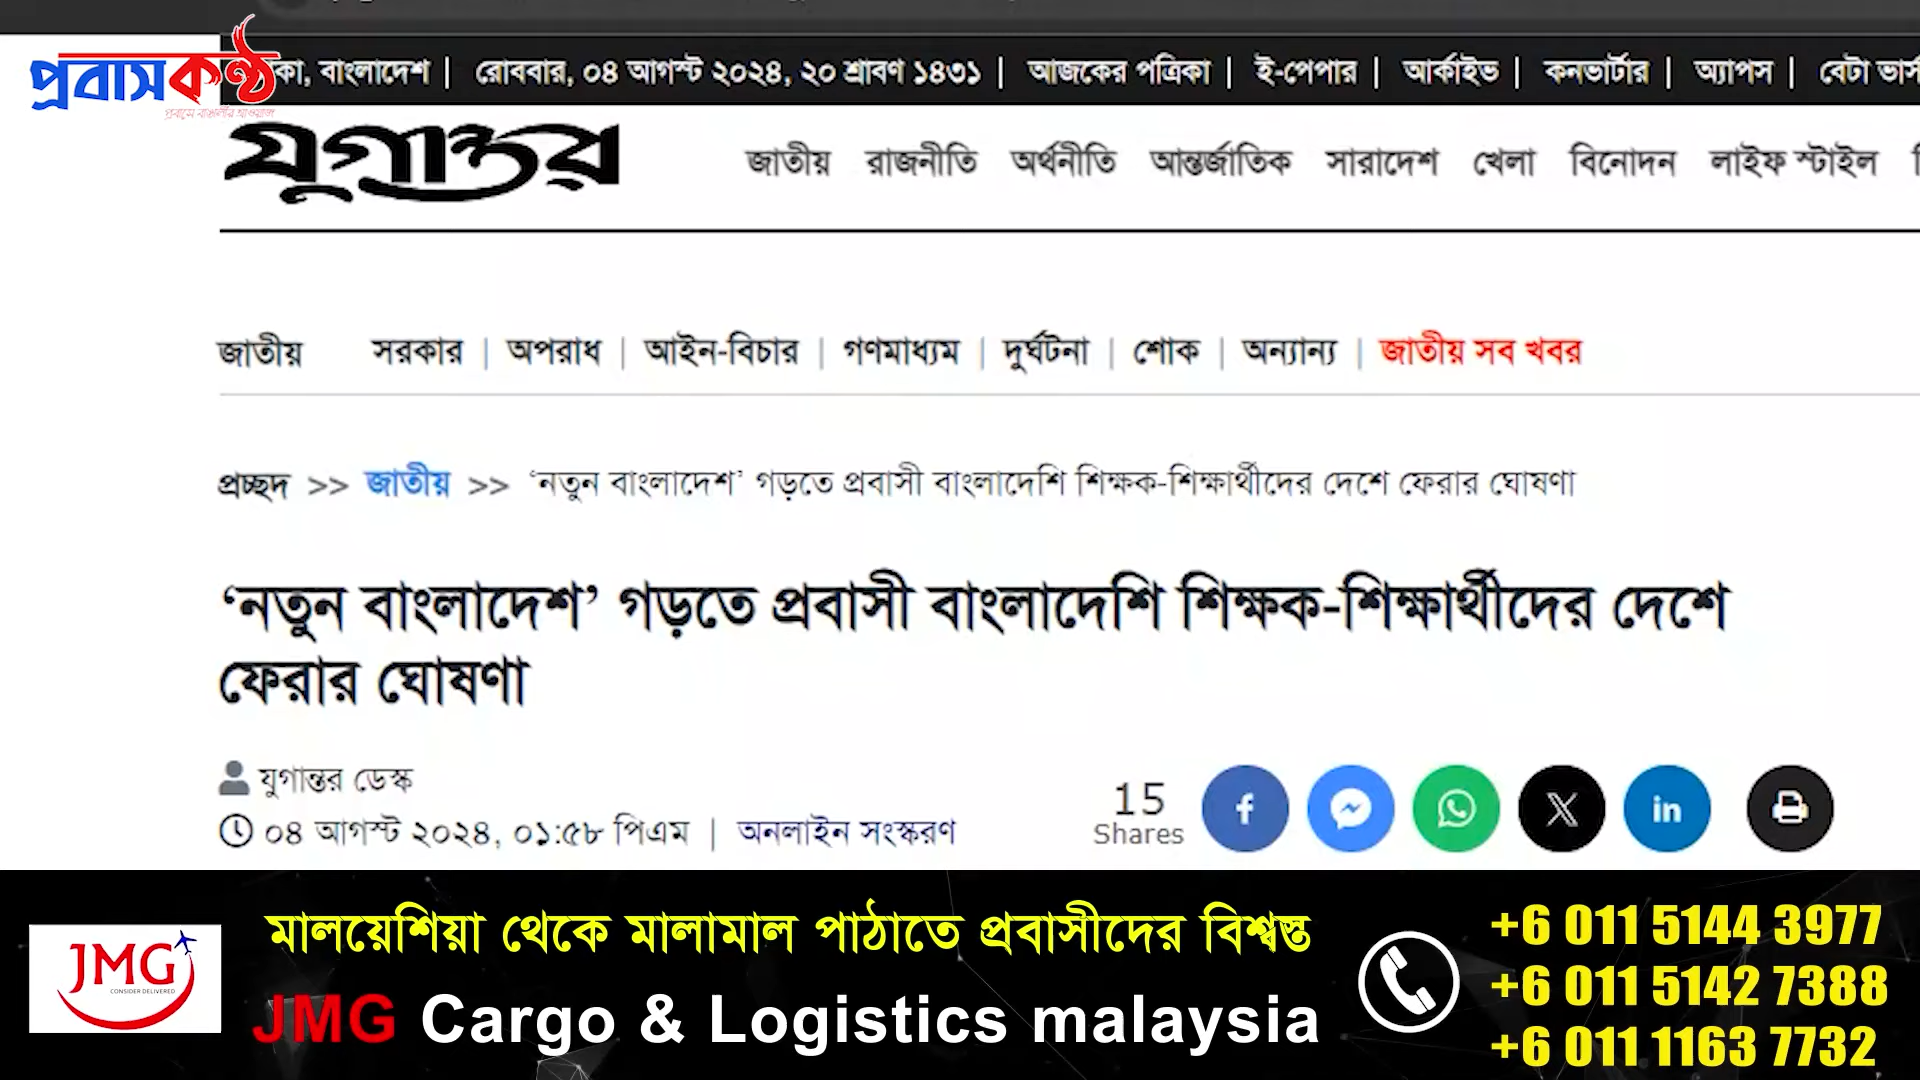 প্রবাসকণ্ঠ
কা, বাংলাদেশ | রোববার, ০৪ আগস্ট ২০২৪, ২০ শ্রাবণ ১৪৩১ | আজকের পত্রিকা | ই-পেপার | আর্কাইভ | কনভার্টার | অ্যাপস | বেটা
যুগান্তর
জাতীয় রাজনীতি অর্থনীতি আন্তর্জাতিক সারাদেশ খেলা বিনোদন লাইফ স্টাইল
জাতীয় সরকার | অপরাধ | আইন-বিচার | গণমাধ্যম | দুর্ঘটনা | শোক | অন্যান্য | জাতীয় সব খবর
প্রচ্ছদ >> জাতীয় >> ‘নতুন বাংলাদেশ’ গড়তে প্রবাসী বাংলাদেশি শিক্ষক-শিক্ষার্থীদের দেশে ফেরার ঘোষণা
‘নতুন বাংলাদেশ’ গড়তে প্রবাসী বাংলাদেশি শিক্ষক-শিক্ষার্থীদের দেশে
ফেরার ঘোষণা
যুগান্তর ডেস্ক
০৪ আগস্ট ২০২৪, ০১:৫৮ পিএম | অনলাইন সংস্করণ
15
Shares
JMG
CONSIDER DELIVERED
মালয়েশিয়া থেকে মালামাল পাঠাতে প্রবাসীদের বিশ্বস্ত
JMG Cargo & Logistics malaysia
+6 011 5144 3977
+6 011 5142 7388
+6 011 1163 7732